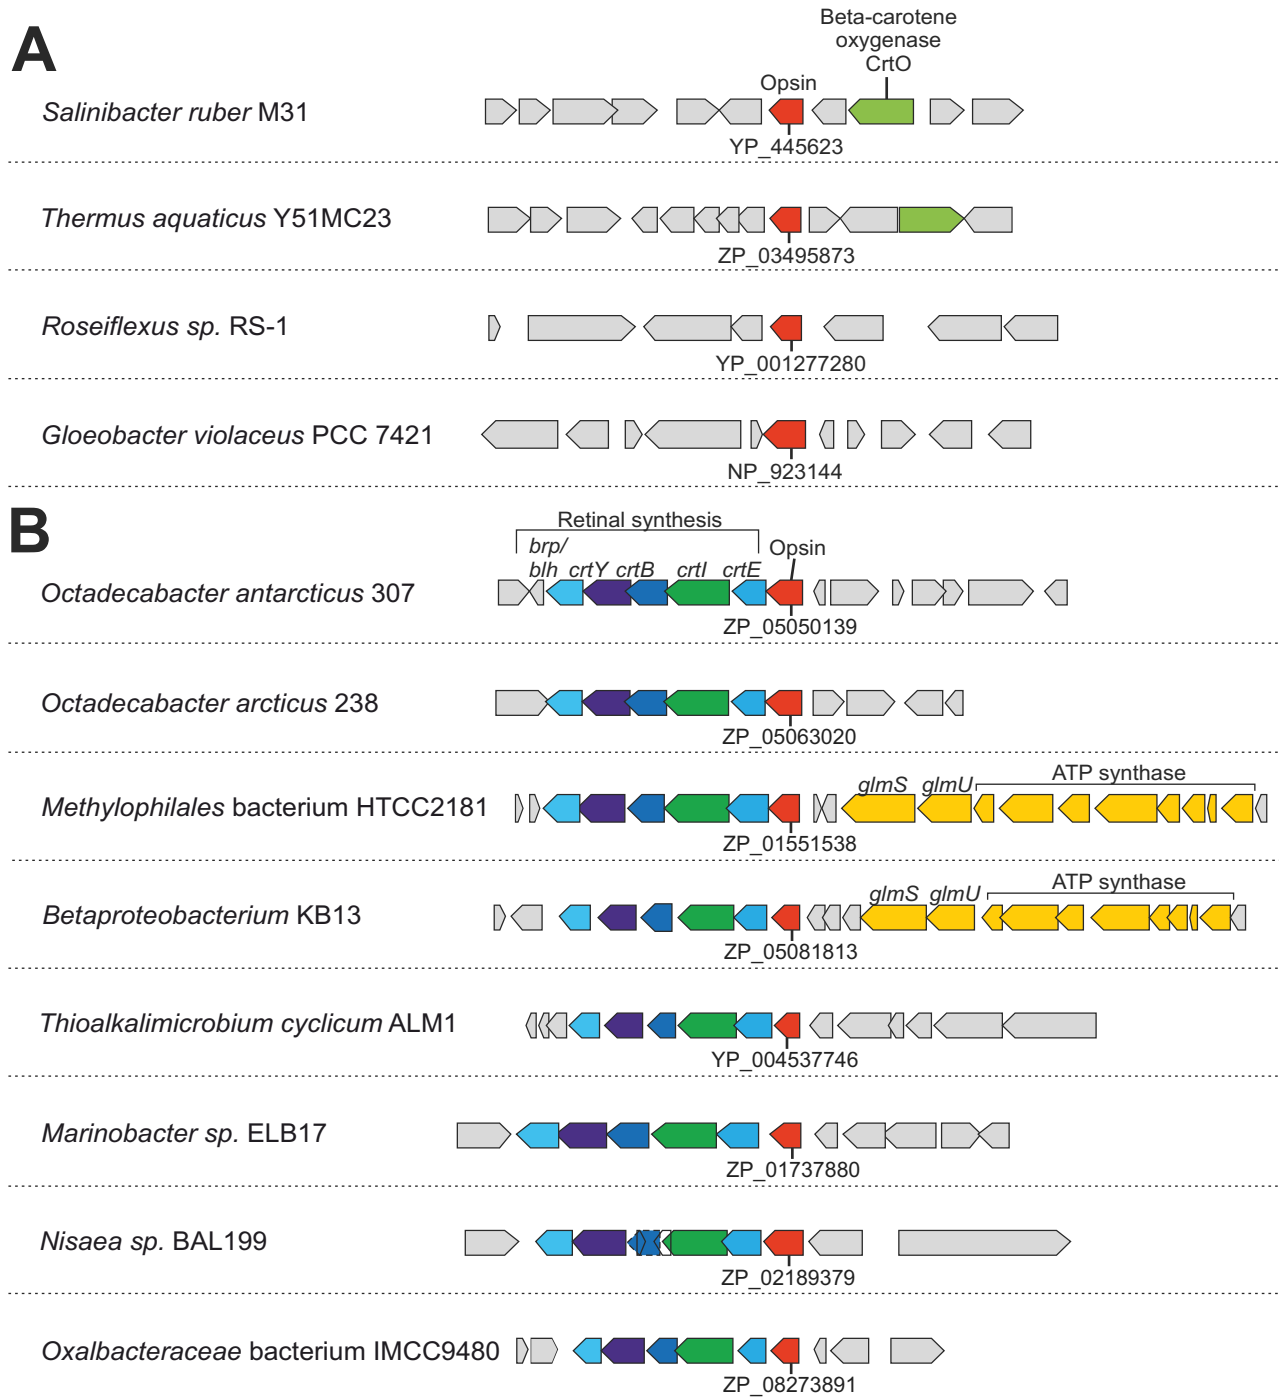 A
Beta-carotene
oxygenase
CrtO
Opsin
Salinibacter ruber M31
YP_445623
Thermus aquaticus Y51MC23
ZP_03495873
Roseiflexus sp. RS-1
YP_001277280
Gloeobacter violaceus PCC 7421
NP_923144
B
Retinal synthesis
Opsin
brp/
blh crtY crtB crtI crtE
Octadecabacter antarcticus 307
ZP_05050139
Octadecabacter arcticus 238
ZP_05063020
ATP synthase
glmS glmU
Methylophilales bacterium HTCC2181
ZP_01551538
ATP synthase
glmS glmU
Betaproteobacterium KB13
ZP_05081813
Thioalkalimicrobium cyclicum ALM1
YP_004537746
Marinobacter sp. ELB17
ZP_01737880
Nisaea sp. BAL199
ZP_02189379
Oxalbacteraceae bacterium IMCC9480
ZP_08273891